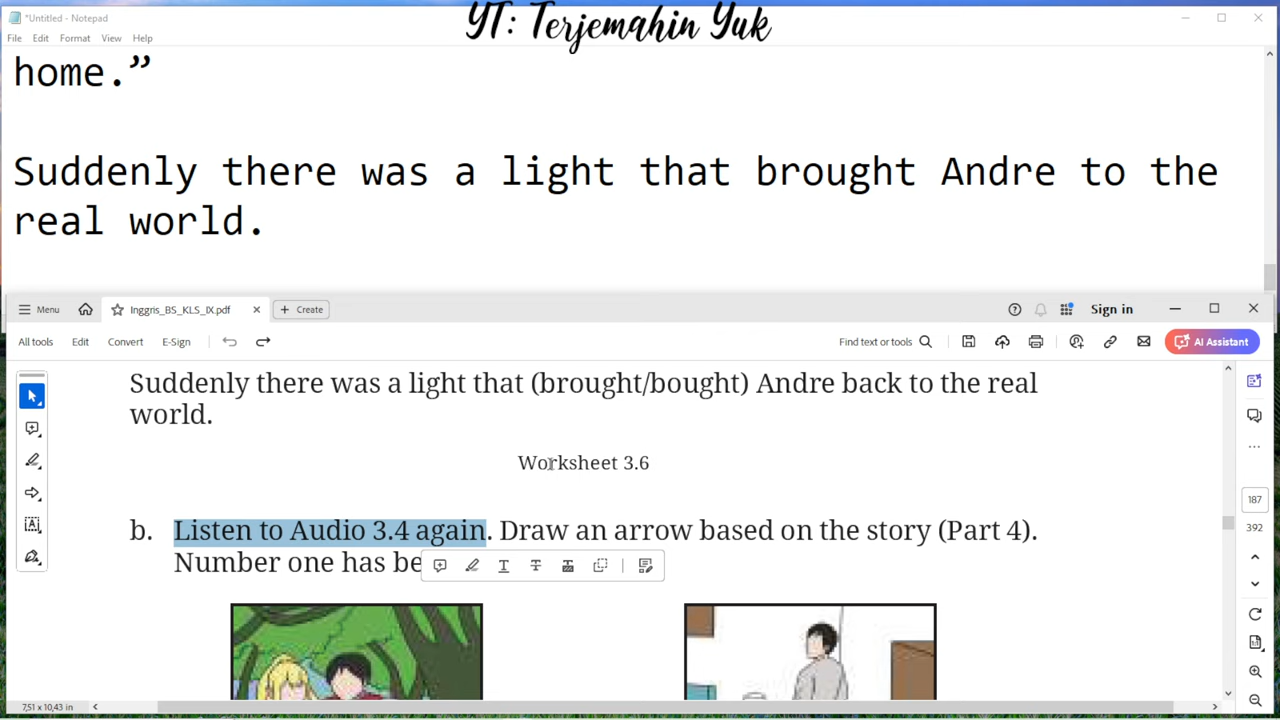 YT: Terjemahin Yuk
*Untitled - Notepad
File Edit Format View Help
home.”
Suddenly there was a light that brought Andre to the
real world.
Menu Inggris_BS_KLS_IX.pdf Create Sign in
All tools Edit Convert E-Sign Find text or tools AI Assistant
Suddenly there was a light that (brought/bought) Andre back to the real
world.
Worksheet 3.6
b. Listen to Audio 3.4 again. Draw an arrow based on the story (Part 4).
Number one has be
187
392
7,51 x 10,43 in